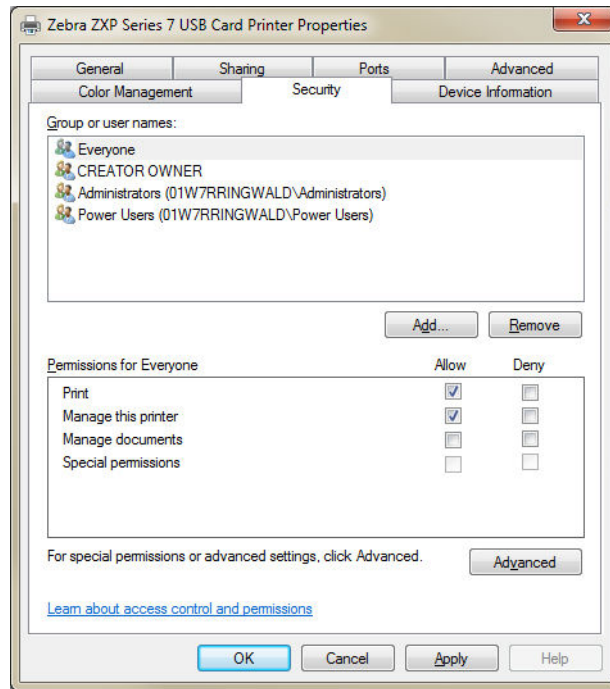 Zebra ZXP Series 7 USB Card Printer Properties
General Sharing Ports Advanced
Color Management Security Device Information
Group or user names:
Everyone
CREATOR OWNER
Administrators (01W7RRINGWALD\Administrators)
Power Users (01W7RRINGWALD\Power Users)
Add... Remove
Permissions for Everyone Allow Deny
Print
Manage this printer
Manage documents
Special permissions
For special permissions or advanced settings, click Advanced. Advanced
Learn about access control and permissions
OK Cancel Apply Help